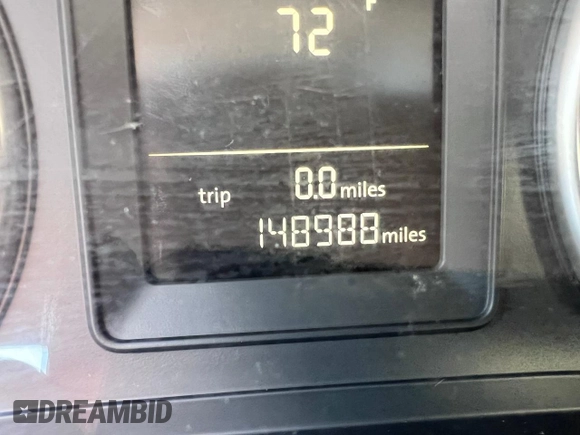 72 F
trip 0.0 miles
148988 miles
DREAMBID